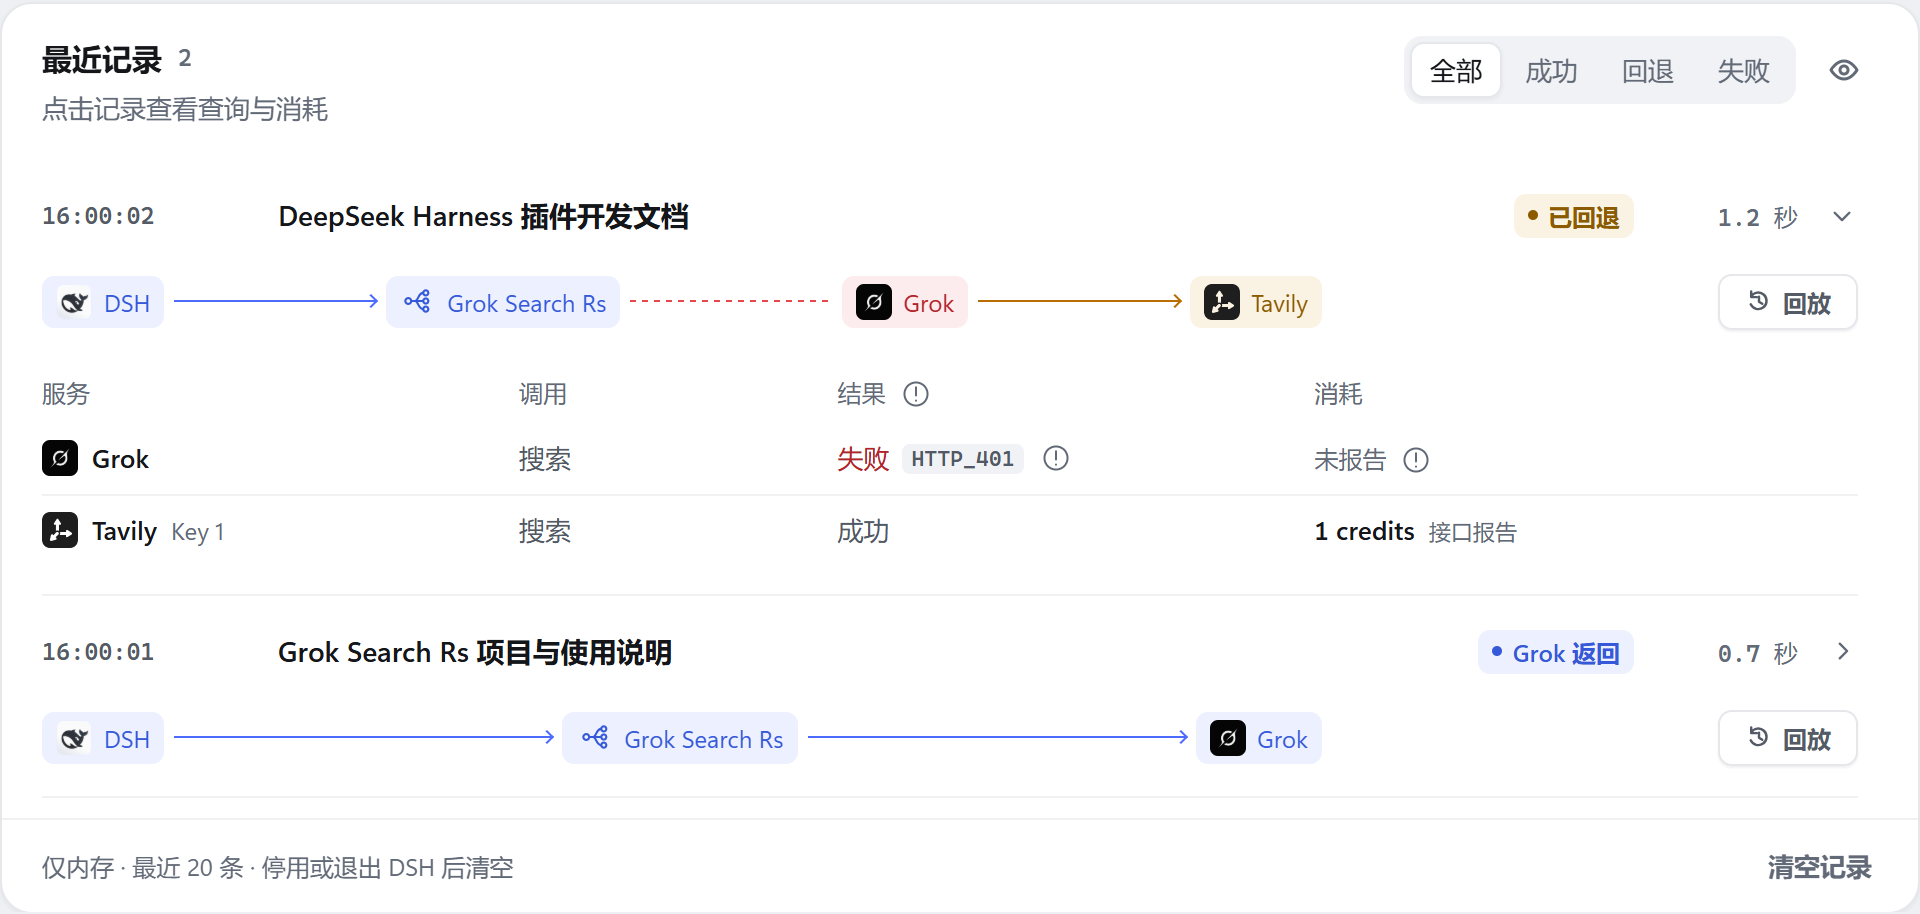 最近记录 2
全部 成功 回退 失败
点击记录查看查询与消耗
16:00:02 DeepSeek Harness 插件开发文档 已回退 1.2 秒
DSH Grok Search Rs Grok Tavily 回放
服务 调用 结果 消耗
Grok 搜索 失败 HTTP_401 未报告
Tavily Key 1 搜索 成功 1 credits 接口报告
16:00:01 Grok Search Rs 项目与使用说明 Grok 返回 0.7 秒
DSH Grok Search Rs Grok 回放
仅内存 · 最近 20 条 · 停用或退出 DSH 后清空 清空记录